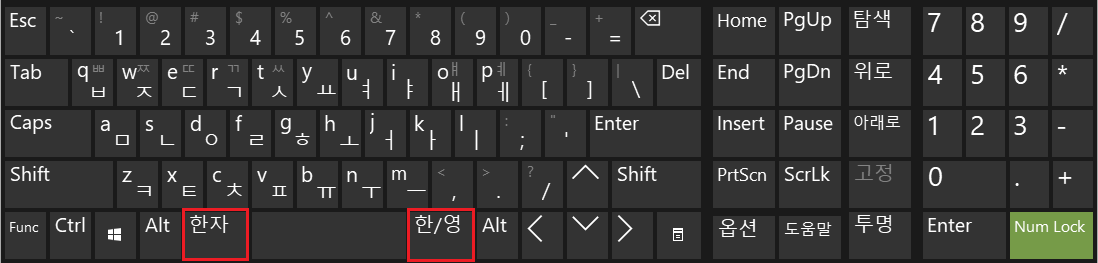 Esc ~ ` ! 1 @ 2 # 3 $ 4 % 5 ^ 6 & 7 * 8 ( 9 ) 0 _ - + = Home PgUp 탐색 7 8 9 /
Tab q ㅃ ㅂ w ㅉ ㅈ e ㄸ ㄷ r ㄲ ㄱ t ㅆ ㅅ y ㅛ u ㅕ i ㅑ o ㅒ ㅐ p ㅖ ㅔ { [ } ] | \ Del End PgDn 위로 4 5 6 *
Caps a ㅁ s ㄴ d ㅇ f ㄹ g ㅎ h ㅗ j ㅓ k ㅏ l ㅣ : ; " ' Enter Insert Pause 아래로 1 2 3 -
Shift z ㅋ x ㅌ c ㅊ v ㅍ b ㅠ n ㅜ m ㅡ < , > . ? / Shift PrtScn ScrLk 고정 0 . +
Func Ctrl Alt 한자 한/영 Alt 옵션 도움말 투명 Enter Num Lock